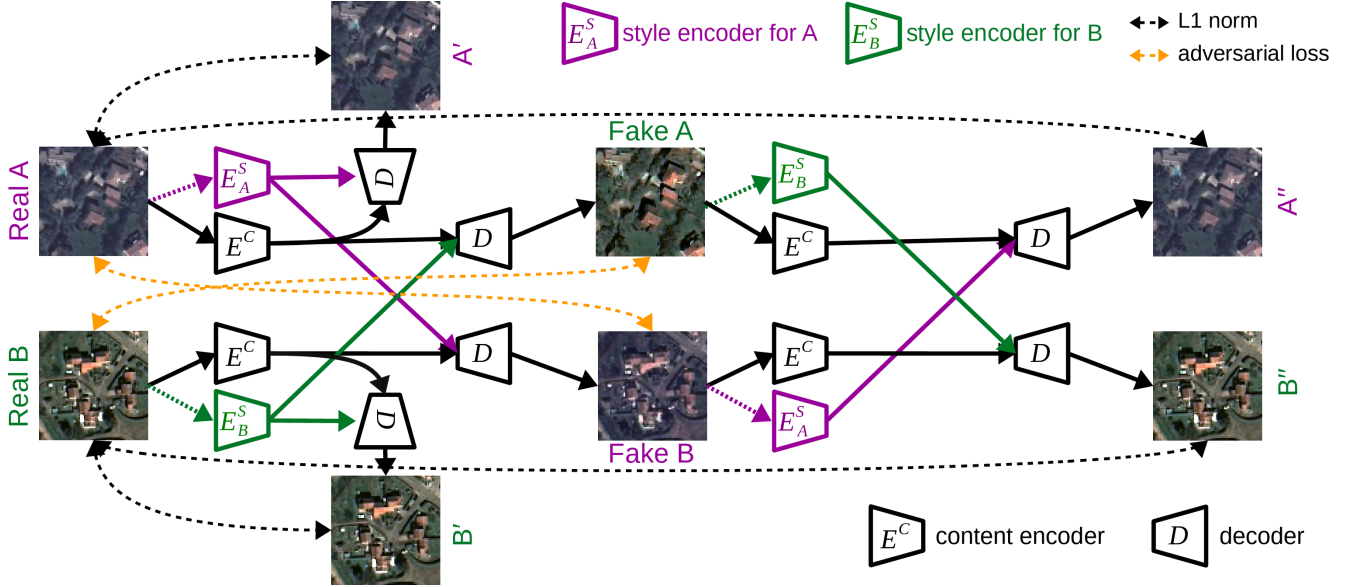 E_A^S style encoder for A
E_B^S style encoder for B
L1 norm
adversarial loss
A′
Real A
E_A^S
D
E^C
D
Fake A
E_B^S
E^C
D
A″
Real B
E^C
E_B^S
D
D
Fake B
E^C
E_A^S
D
B″
B′
E^C content encoder
D decoder